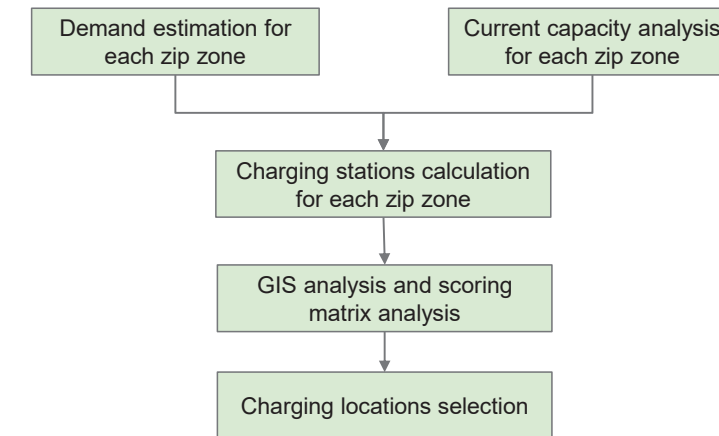 Demand estimation for
each zip zone
Current capacity analysis
for each zip zone
Charging stations calculation
for each zip zone
GIS analysis and scoring
matrix analysis
Charging locations selection